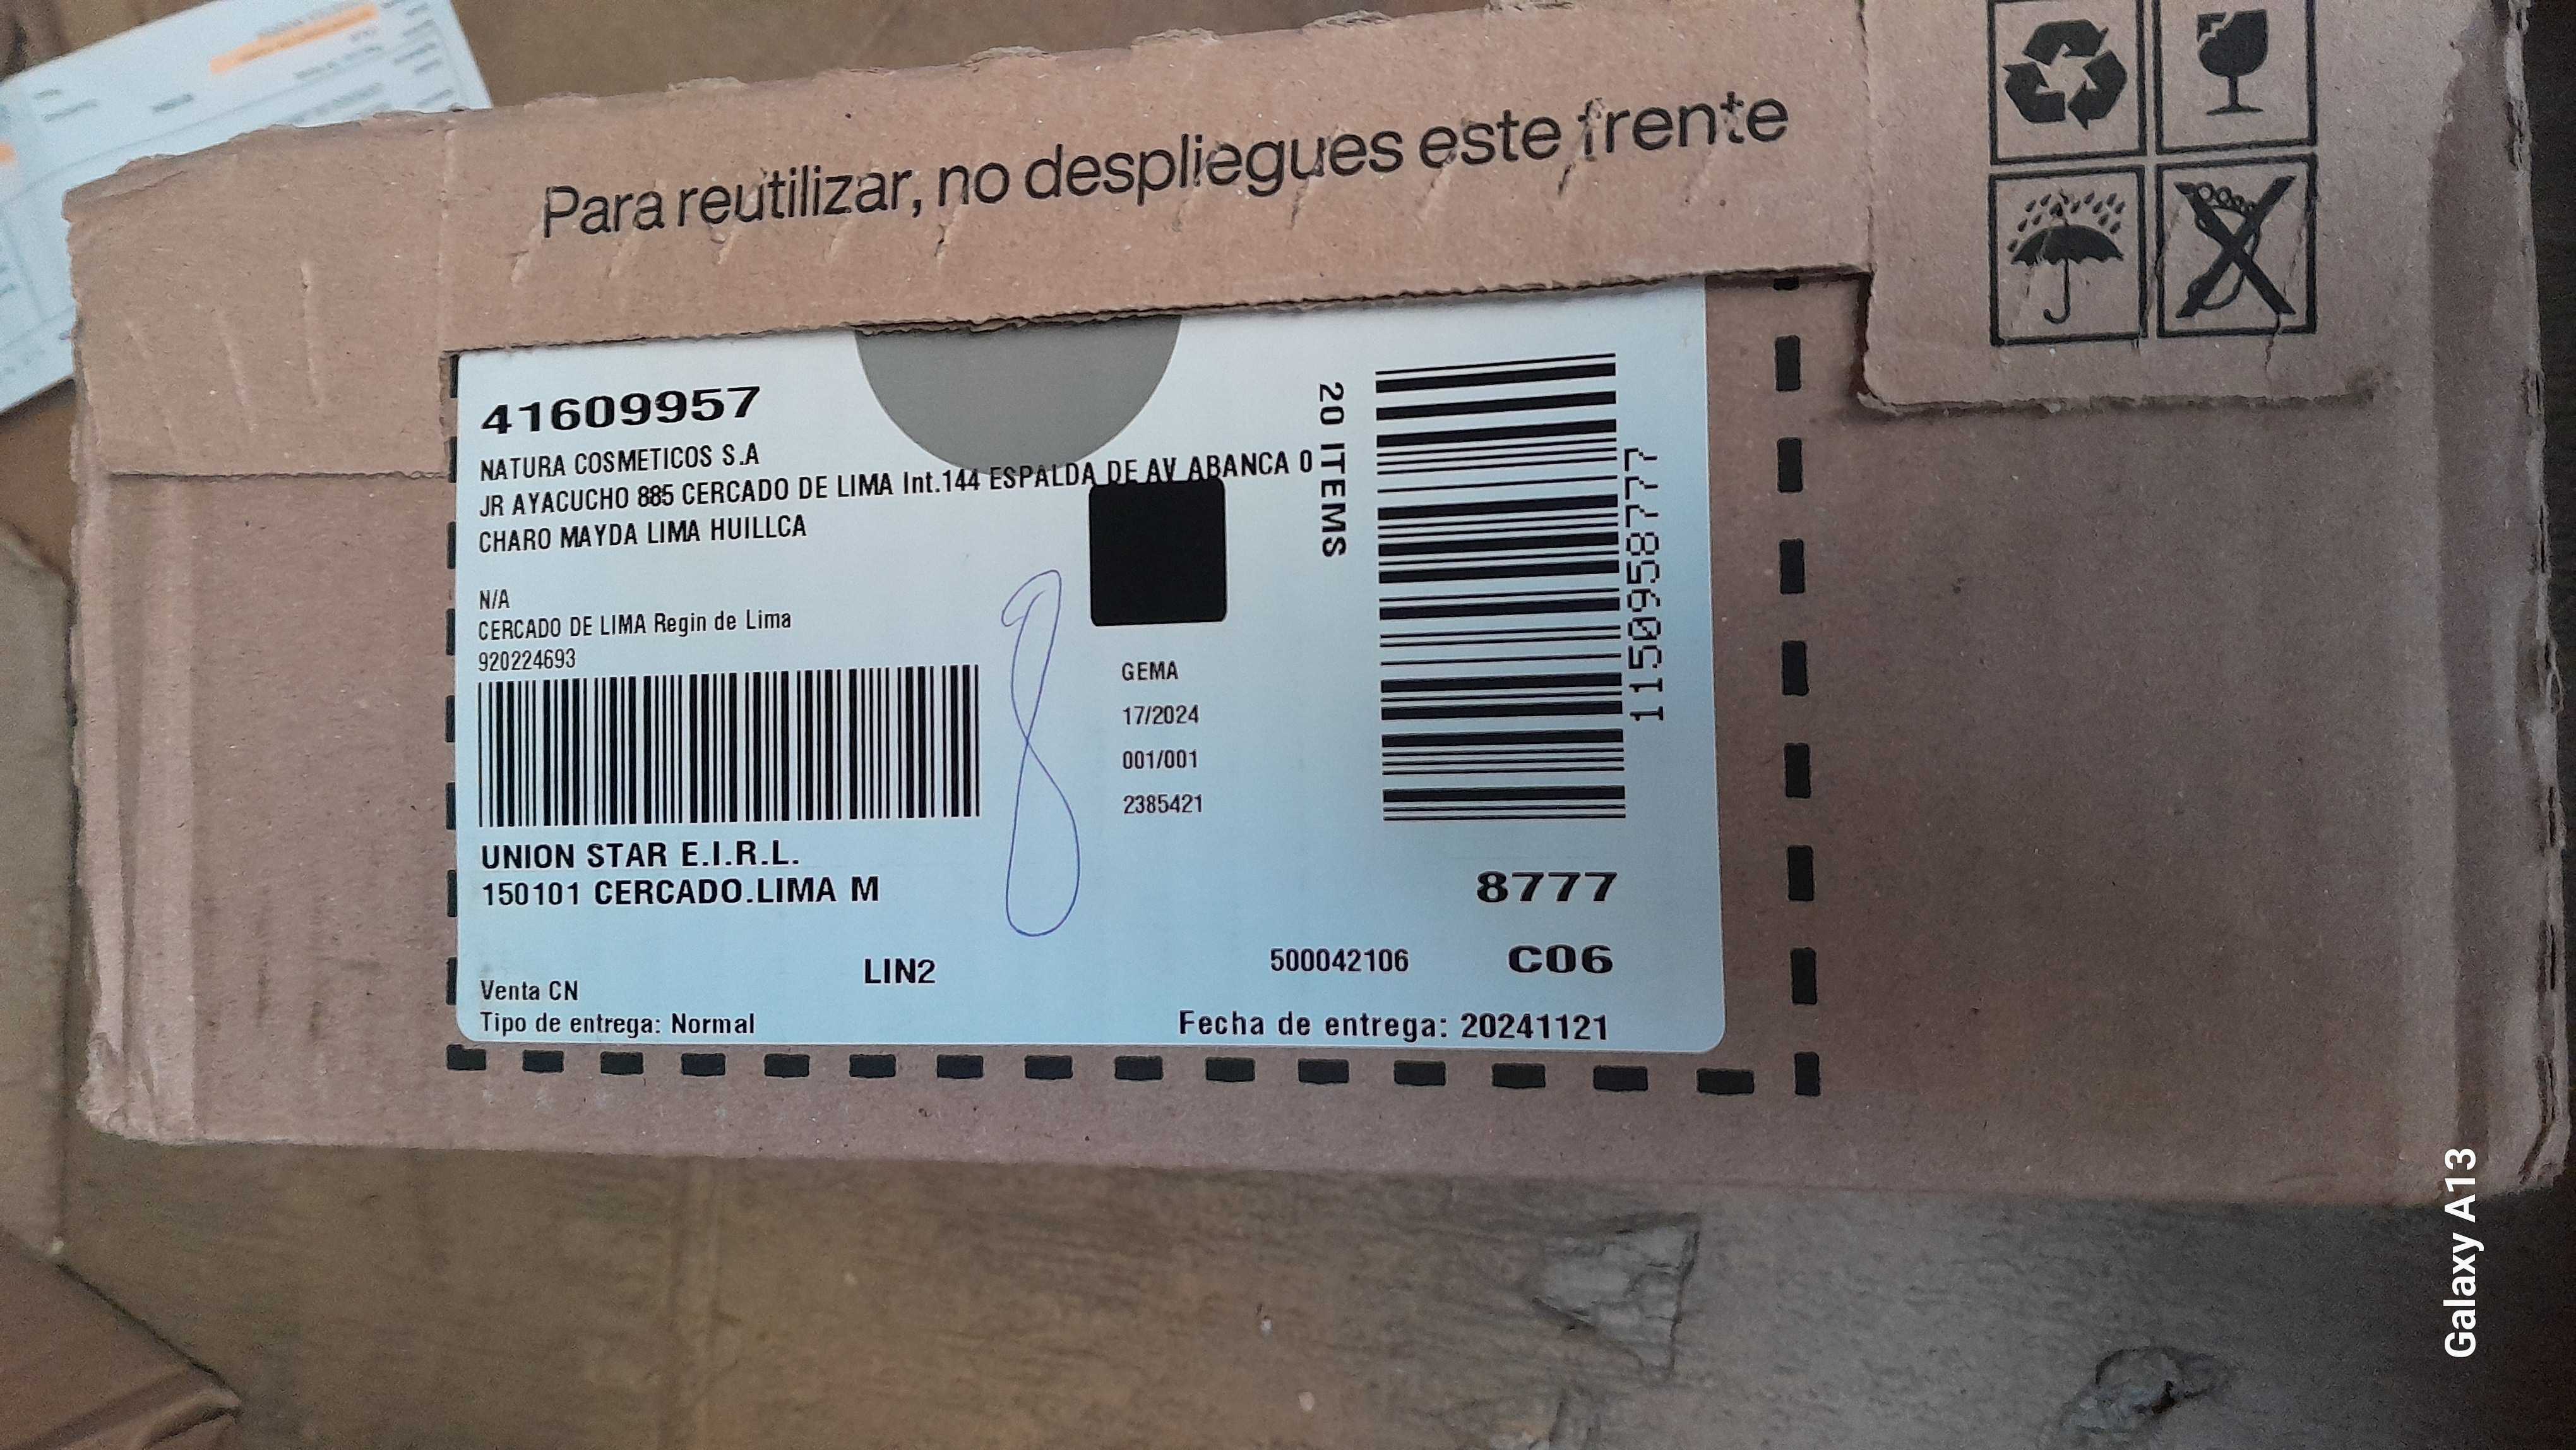 Para reutilizar, no despliegues este frente
41609957
NATURA COSMETICOS S.A
JR AYACUCHO 885 CERCADO DE LIMA Int.144 ESPALDA DE AV ABANCA 0
CHARO MAYDA LIMA HUILLCA
N/A
CERCADO DE LIMA Regin de Lima
920224693
20 ITEMS
11509587777
8
GEMA
17/2024
001/001
2385421
UNION STAR E.I.R.L.
150101 CERCADO.LIMA M
8777
LIN2
500042106
C06
Venta CN
Tipo de entrega: Normal
Fecha de entrega: 20241121
Galaxy A13